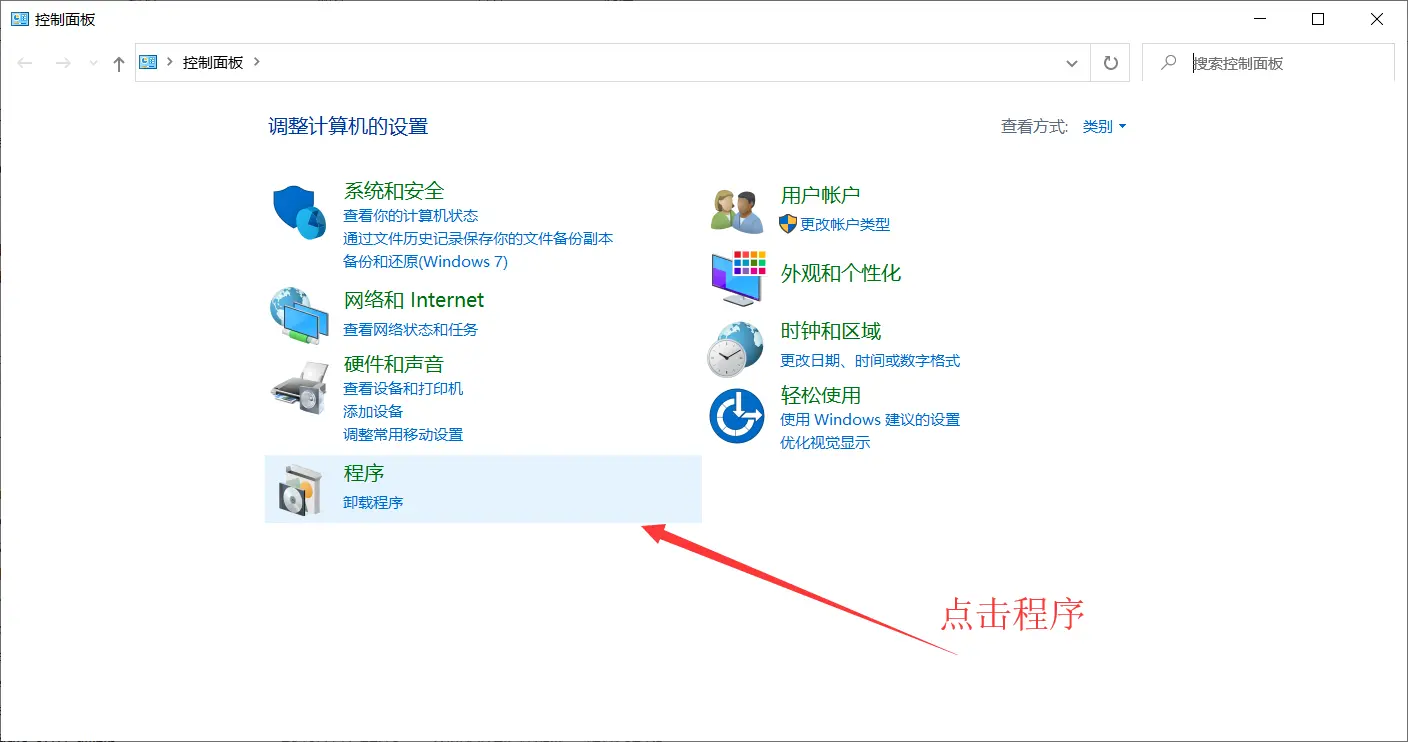 控制面板
控制面板
搜索控制面板
调整计算机的设置
查看方式: 类别
系统和安全
查看你的计算机状态
通过文件历史记录保存你的文件备份副本
备份和还原(Windows 7)
网络和 Internet
查看网络状态和任务
硬件和声音
查看设备和打印机
添加设备
调整常用移动设置
程序
卸载程序
用户帐户
更改帐户类型
外观和个性化
时钟和区域
更改日期、时间或数字格式
轻松使用
使用 Windows 建议的设置
优化视觉显示
点击程序